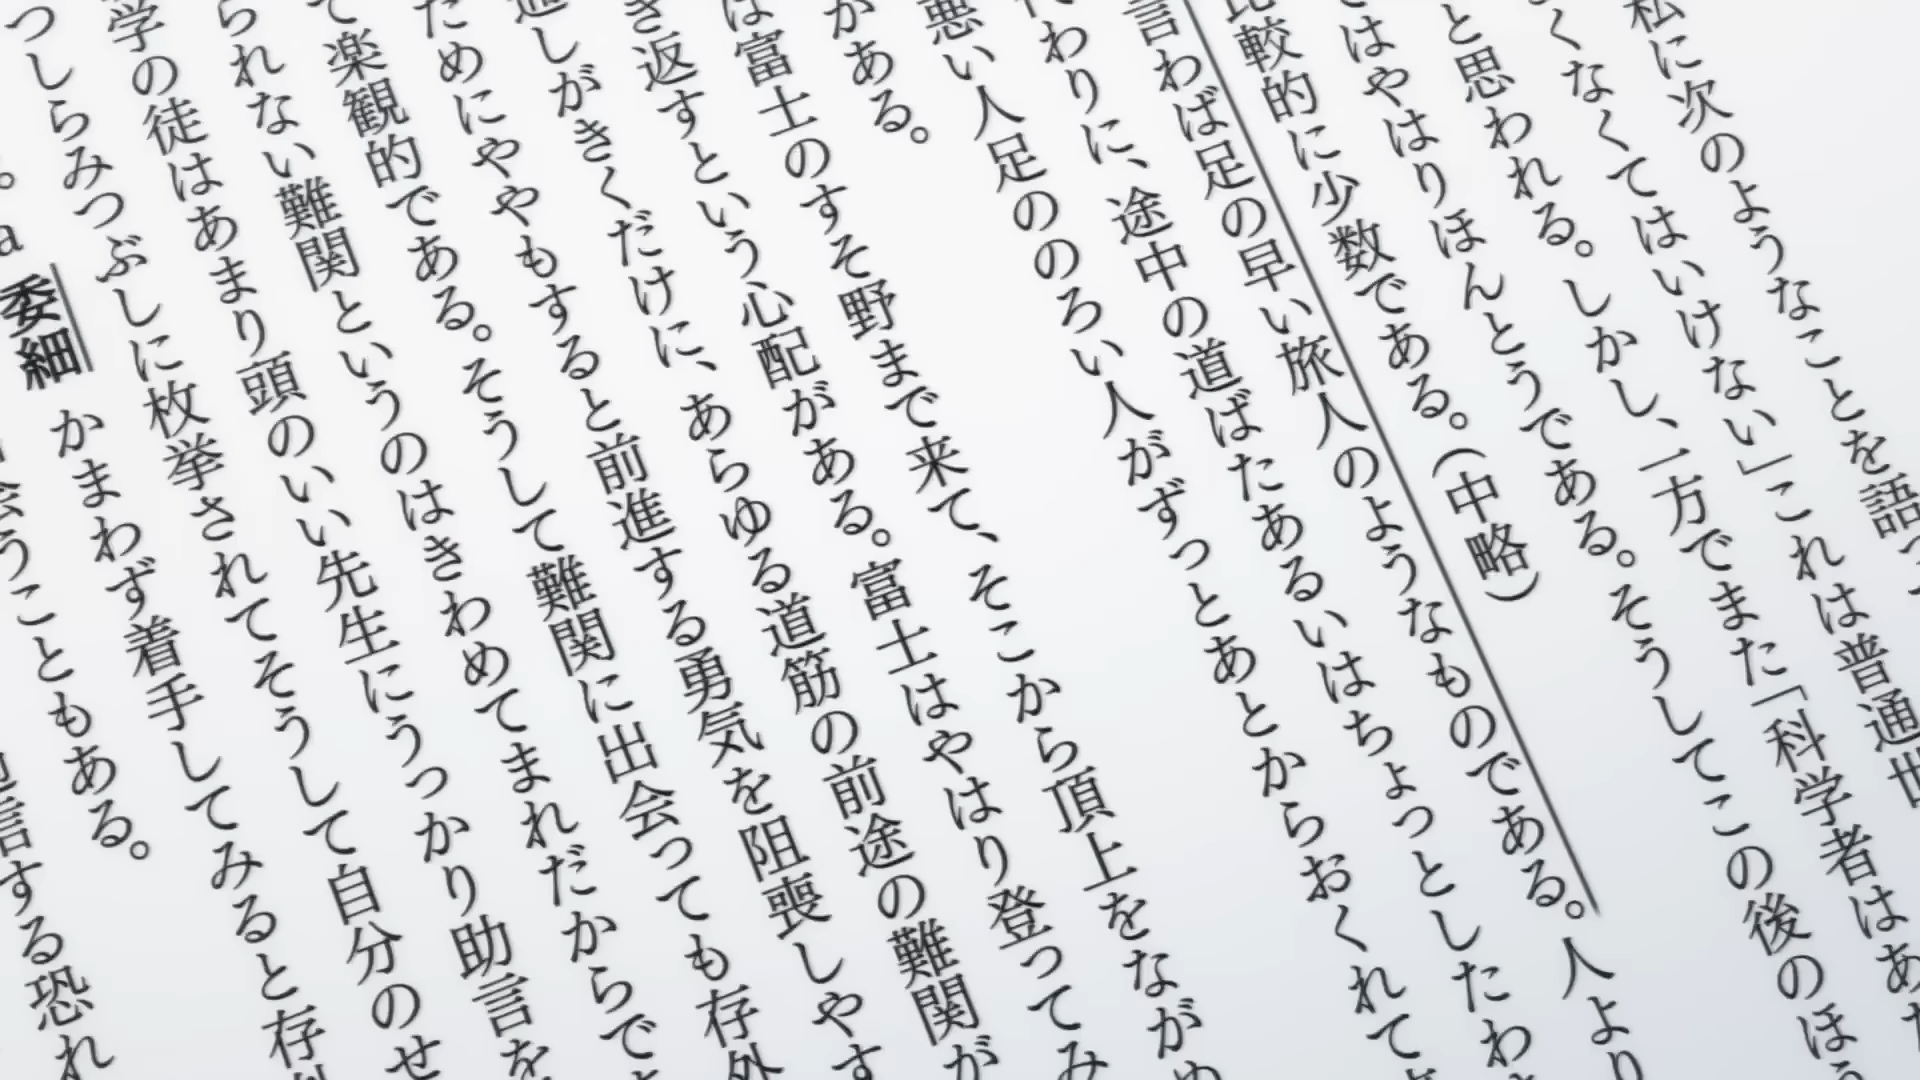 私に次のようなことを語っ
くなくてはいけない」これは普通世
と思われる。しかし、一方でまた「科学者はあた
ではやはりほんとうである。そうしてこの後のほう
比較的に少数である。（中略）
言わば足の早い旅人のようなものである。人より
代わりに、途中の道ばたあるいはちょっとしたわ
悪い人足ののろい人がずっとあとからおくれて
がある。
は富士のすそ野まで来て、そこから頂上をながめ
き返すという心配がある。富士はやはり登ってみ
通しがきくだけに、あらゆる道筋の前途の難関が
ためにややもすると前進する勇気を阻喪しやす
て楽観的である。そうして難関に出会っても存外
られない難関というのはきわめてまれだからで
学の徒はあまり頭のいい先生にうっかり助言を
つしらみつぶしに枚挙されてそうして自分のせ
。a 委細 かまわず着手してみると存外
会うこともある。
信する恐れ